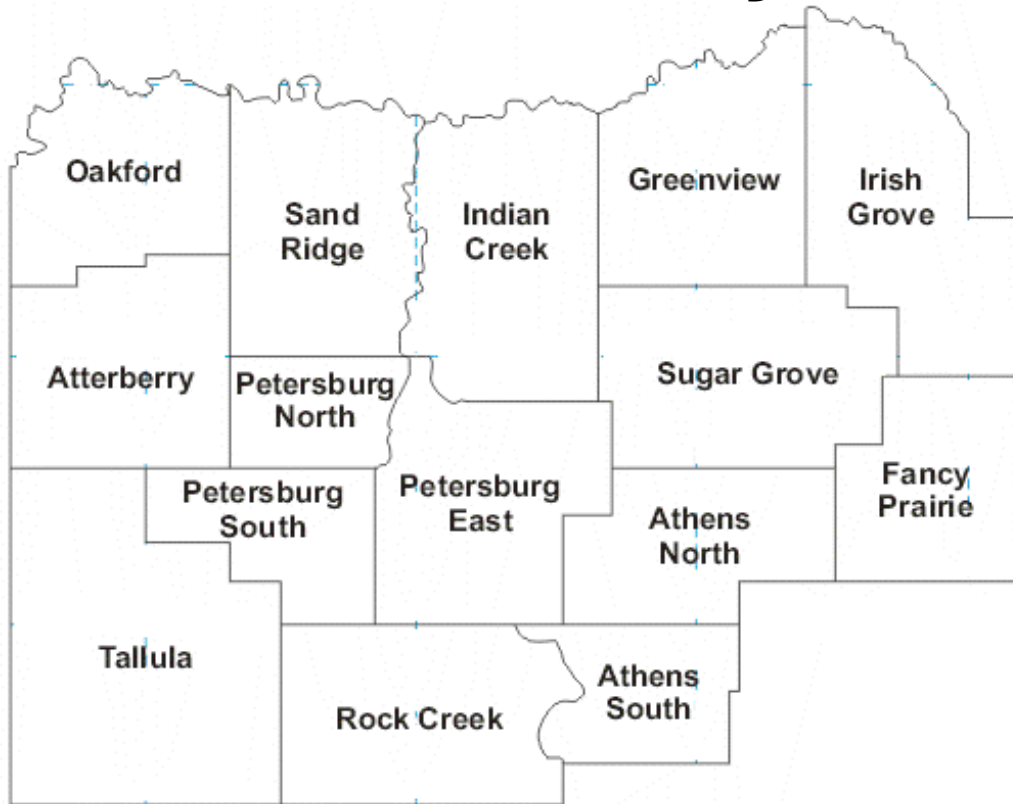 Oakford
Sand
Ridge
Indian
Creek
Greenview
Irish
Grove
Atterberry
Petersburg
North
Sugar Grove
Petersburg
South
Petersburg
East
Athens
North
Fancy
Prairie
Tallula
Rock Creek
Athens
South